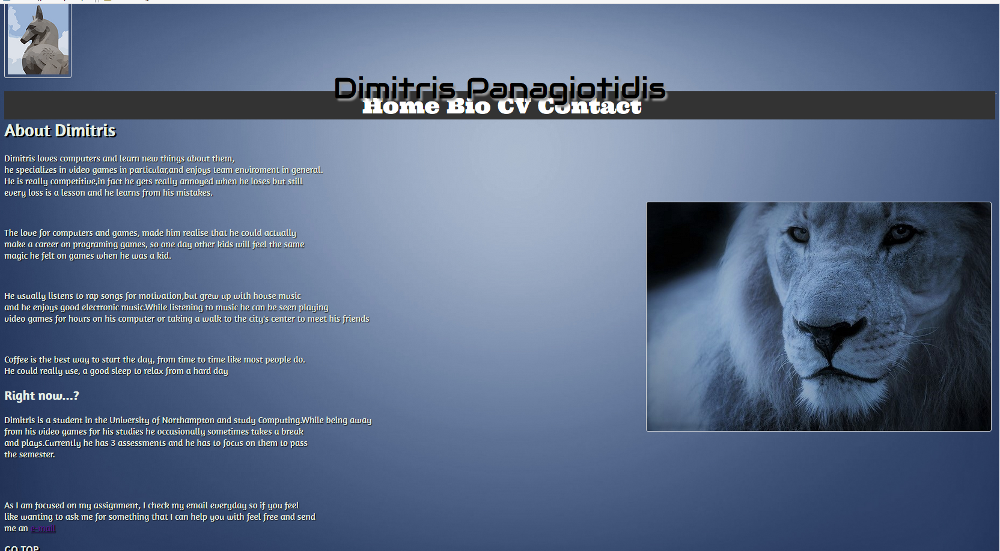 Dimitris Panagiotidis
Home Bio CV Contact
About Dimitris
Dimitris loves computers and learn new things about them,
he specializes in video games in particular,and enjoys team enviroment in general.
He is really competitive,in fact he gets really annoyed when he loses but still
every loss is a lesson and he learns from his mistakes.
The love for computers and games, made him realise that he could actually
make a career on programing games, so one day other kids will feel the same
magic he felt on games when he was a kid.
He usually listens to rap songs for motivation,but grew up with house music
and he enjoys good electronic music.While listening to music he can be seen playing
video games for hours on his computer or taking a walk to the city's center to meet his friends
Coffee is the best way to start the day, from time to time like most people do.
He could really use, a good sleep to relax from a hard day
Right now...?
Dimitris is a student in the University of Northampton and study Computing.While being away
from his video games for his studies he occasionally sometimes takes a break
and plays.Currently he has 3 assessments and he has to focus on them to pass
the semester.
As I am focused on my assignment, I check my email everyday so if you feel
like wanting to ask me for something that I can help you with feel free and send
me an e-mail
GO TOP